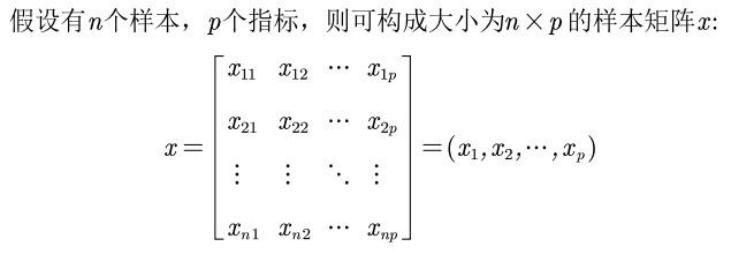 假设有n个样本，p个指标，则可构成大小为n×p的样本矩阵x:
x₁₁ x₁₂ ⋯ x₁ₚ
x₂₁ x₂₂ ⋯ x₂ₚ
x = [⋮ ⋮ ⋱ ⋮] = (x₁, x₂, ⋯, xₚ)
xₙ₁ xₙ₂ ⋯ xₙₚ